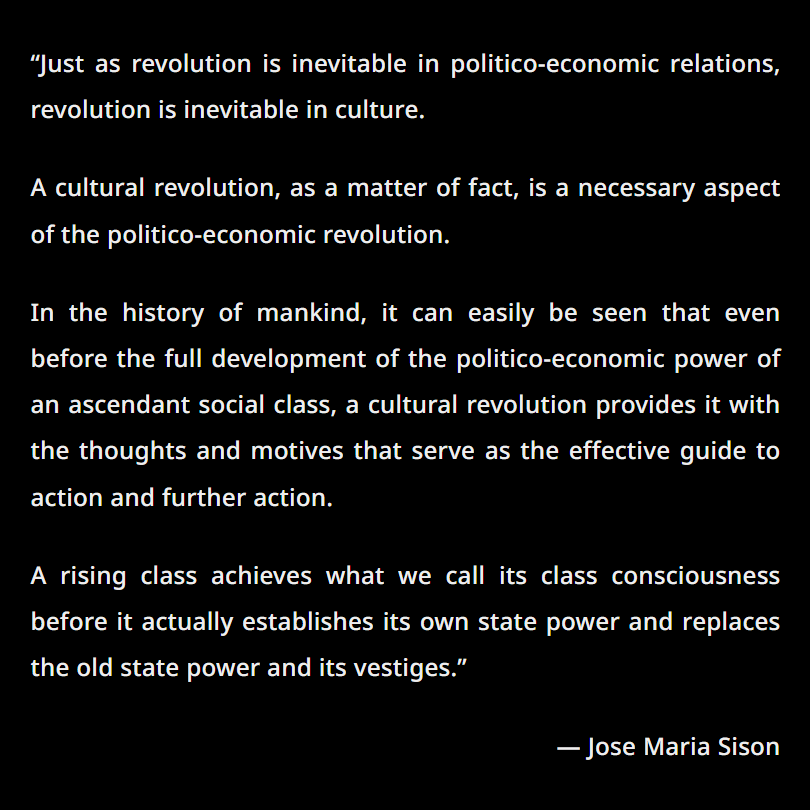 “Just as revolution is inevitable in politico-economic relations,
revolution is inevitable in culture.
A cultural revolution, as a matter of fact, is a necessary aspect
of the politico-economic revolution.
In the history of mankind, it can easily be seen that even
before the full development of the politico-economic power of
an ascendant social class, a cultural revolution provides it with
the thoughts and motives that serve as the effective guide to
action and further action.
A rising class achieves what we call its class consciousness
before it actually establishes its own state power and replaces
the old state power and its vestiges.”
— Jose Maria Sison